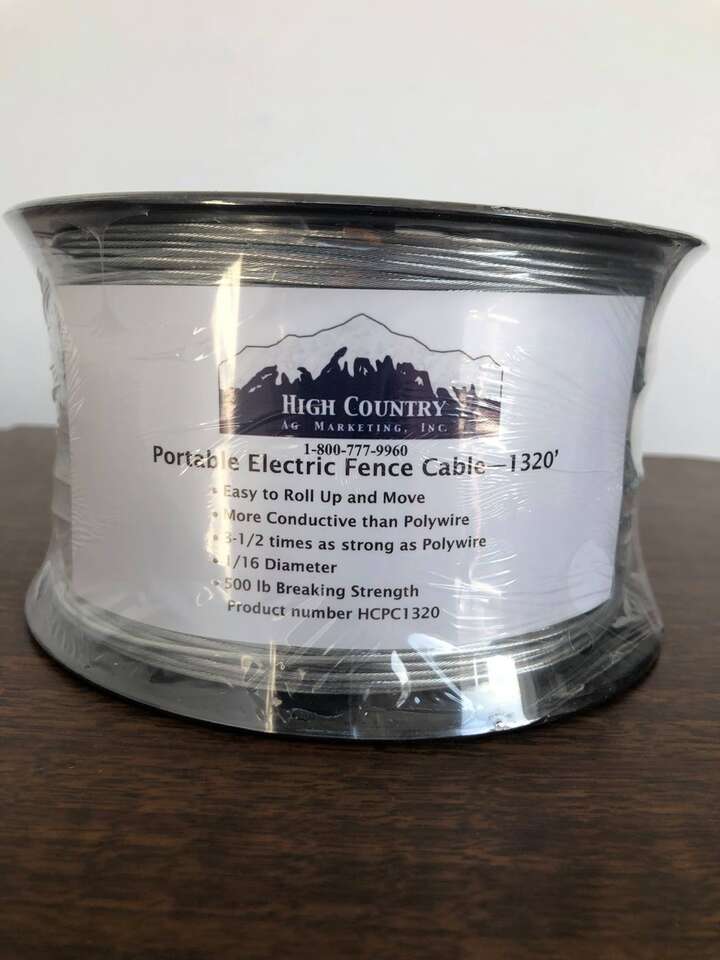 HIGH COUNTRY
AG MARKETING, INC.
1-800-777-9960
Portable Electric Fence Cable—1320'
• Easy to Roll Up and Move
• More Conductive than Polywire
• 3-1/2 times as strong as Polywire
• 1/16 Diameter
• 500 lb Breaking Strength
Product number HCPC1320